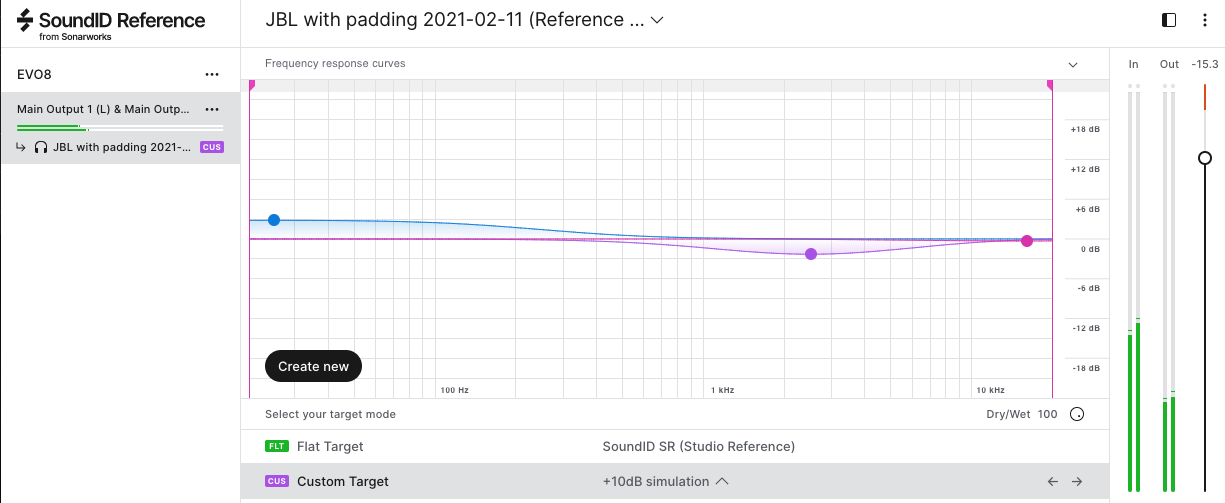 SoundID Reference
from Sonarworks
JBL with padding 2021-02-11 (Reference ...
EVO8
Main Output 1 (L) & Main Outp...
JBL with padding 2021-... CUS
Frequency response curves
In Out -15.3
+18 dB
+12 dB
+6 dB
0 dB
-6 dB
-12 dB
-18 dB
Create new
100 Hz 1 kHz 10 kHz
Select your target mode Dry/Wet 100
FLT Flat Target SoundID SR (Studio Reference)
CUS Custom Target +10dB simulation